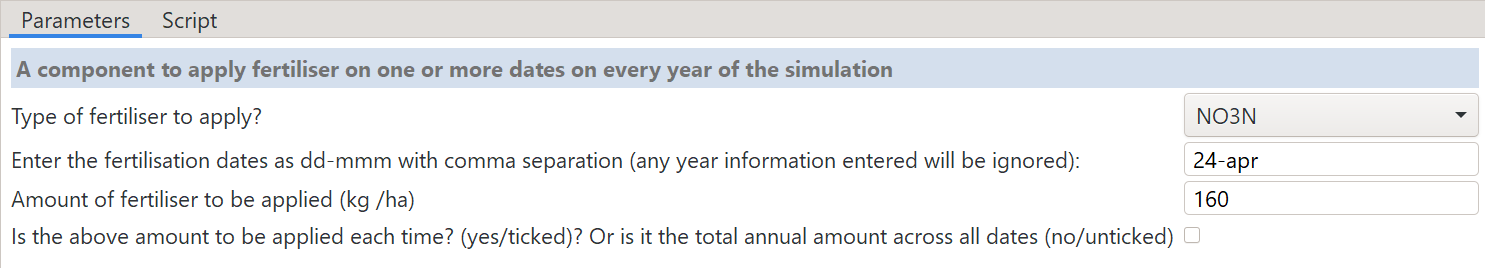 Parameters Script
A component to apply fertiliser on one or more dates on every year of the simulation
Type of fertiliser to apply? NO3N
Enter the fertilisation dates as dd-mmm with comma separation (any year information entered will be ignored): 24-apr
Amount of fertiliser to be applied (kg /ha) 160
Is the above amount to be applied each time? (yes/ticked)? Or is it the total annual amount across all dates (no/unticked)